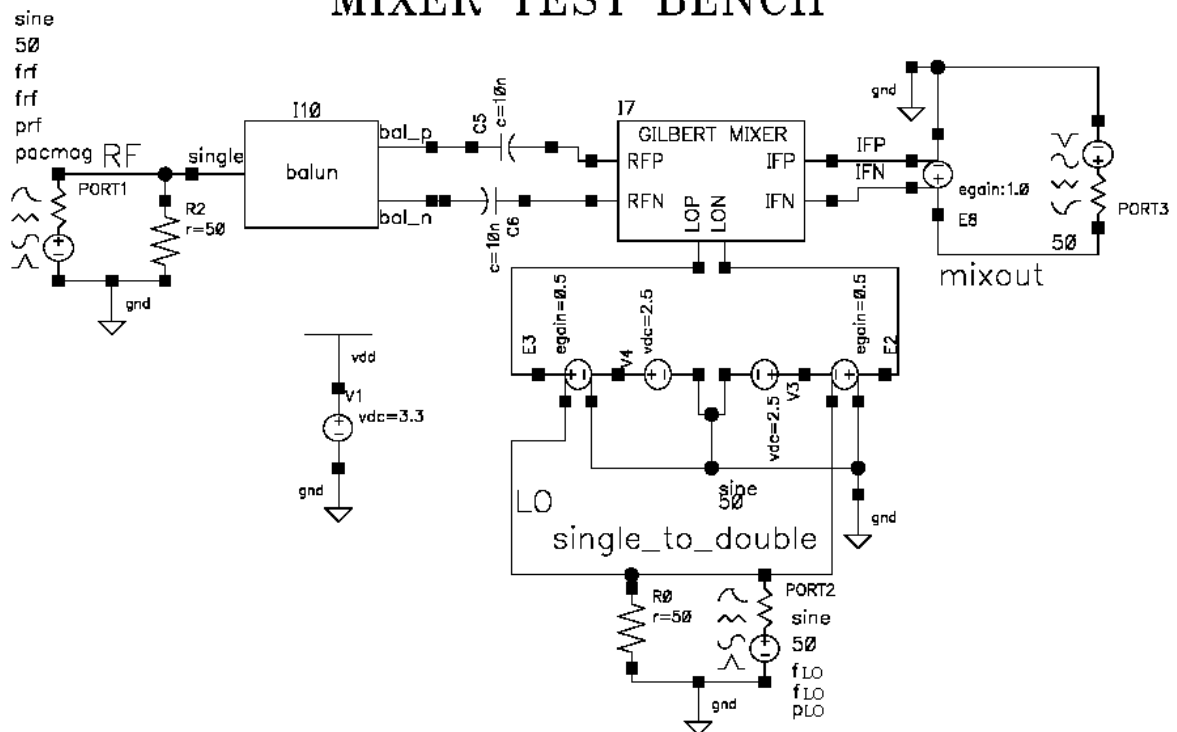 MIXER TEST BENCH
sine
50
frf
frf
prf
pacmag
RF
PORT1
single
R2
r=50
gnd
I10
balun
bal_p
bal_n
C5
c=10n
c=10n
C6
I7
GILBERT MIXER
RFP
RFN
IFP
IFN
LOP
LON
IFP
IFN
gnd
egain:1.0
E8
PORT3
50
mixout
vdd
V1
vdc=3.3
gnd
E3
egain=0.5
V4
vdc=2.5
vdc=2.5
V3
egain=0.5
E2
LO
sine
50
gnd
single_to_double
R0
r=50
PORT2
sine
50
fLO
fLO
pLO
gnd